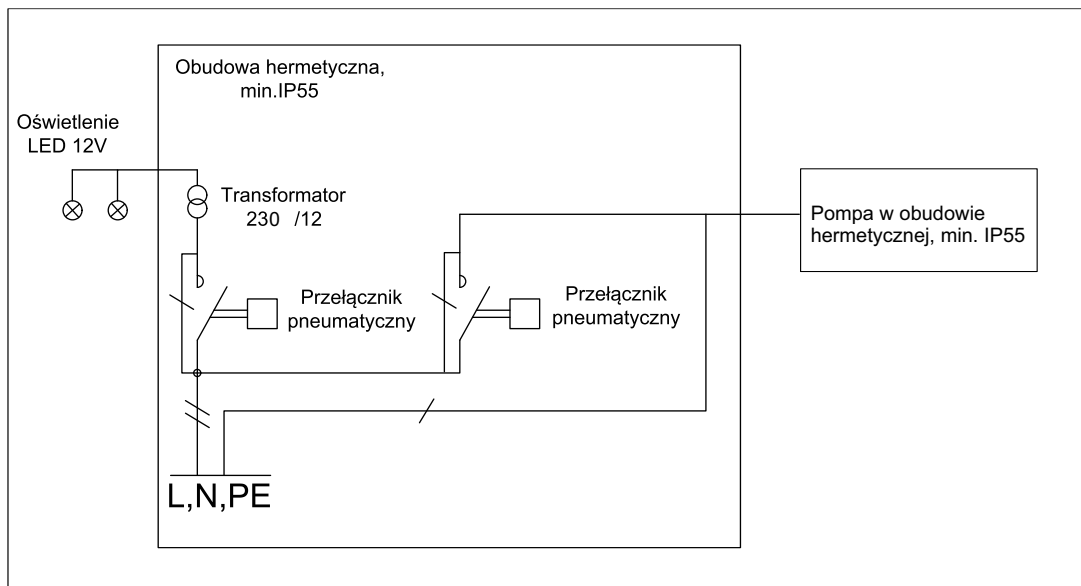 Obudowa hermetyczna,
min.IP55
Oświetlenie
LED 12V
Transformator
230 /12
Pompa w obudowie
hermetycznej, min. IP55
Przełącznik
pneumatyczny
Przełącznik
pneumatyczny
L,N,PE